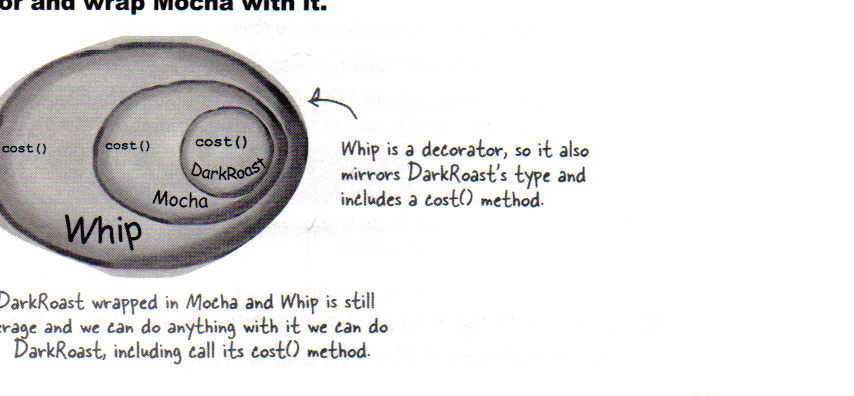 or and wrap Mocha with it.
cost() cost() cost()
DarkRoast
Mocha
Whip
Whip is a decorator, so it also
mirrors DarkRoast's type and
includes a cost() method.
DarkRoast wrapped in Mocha and Whip is still
erage and we can do anything with it we can do
DarkRoast, including call its cost() method.